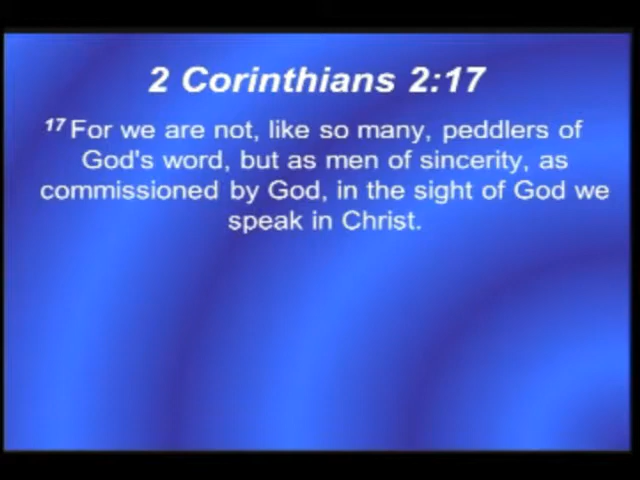 2 Corinthians 2:17
17 For we are not, like so many, peddlers of
God's word, but as men of sincerity, as
commissioned by God, in the sight of God we
speak in Christ.